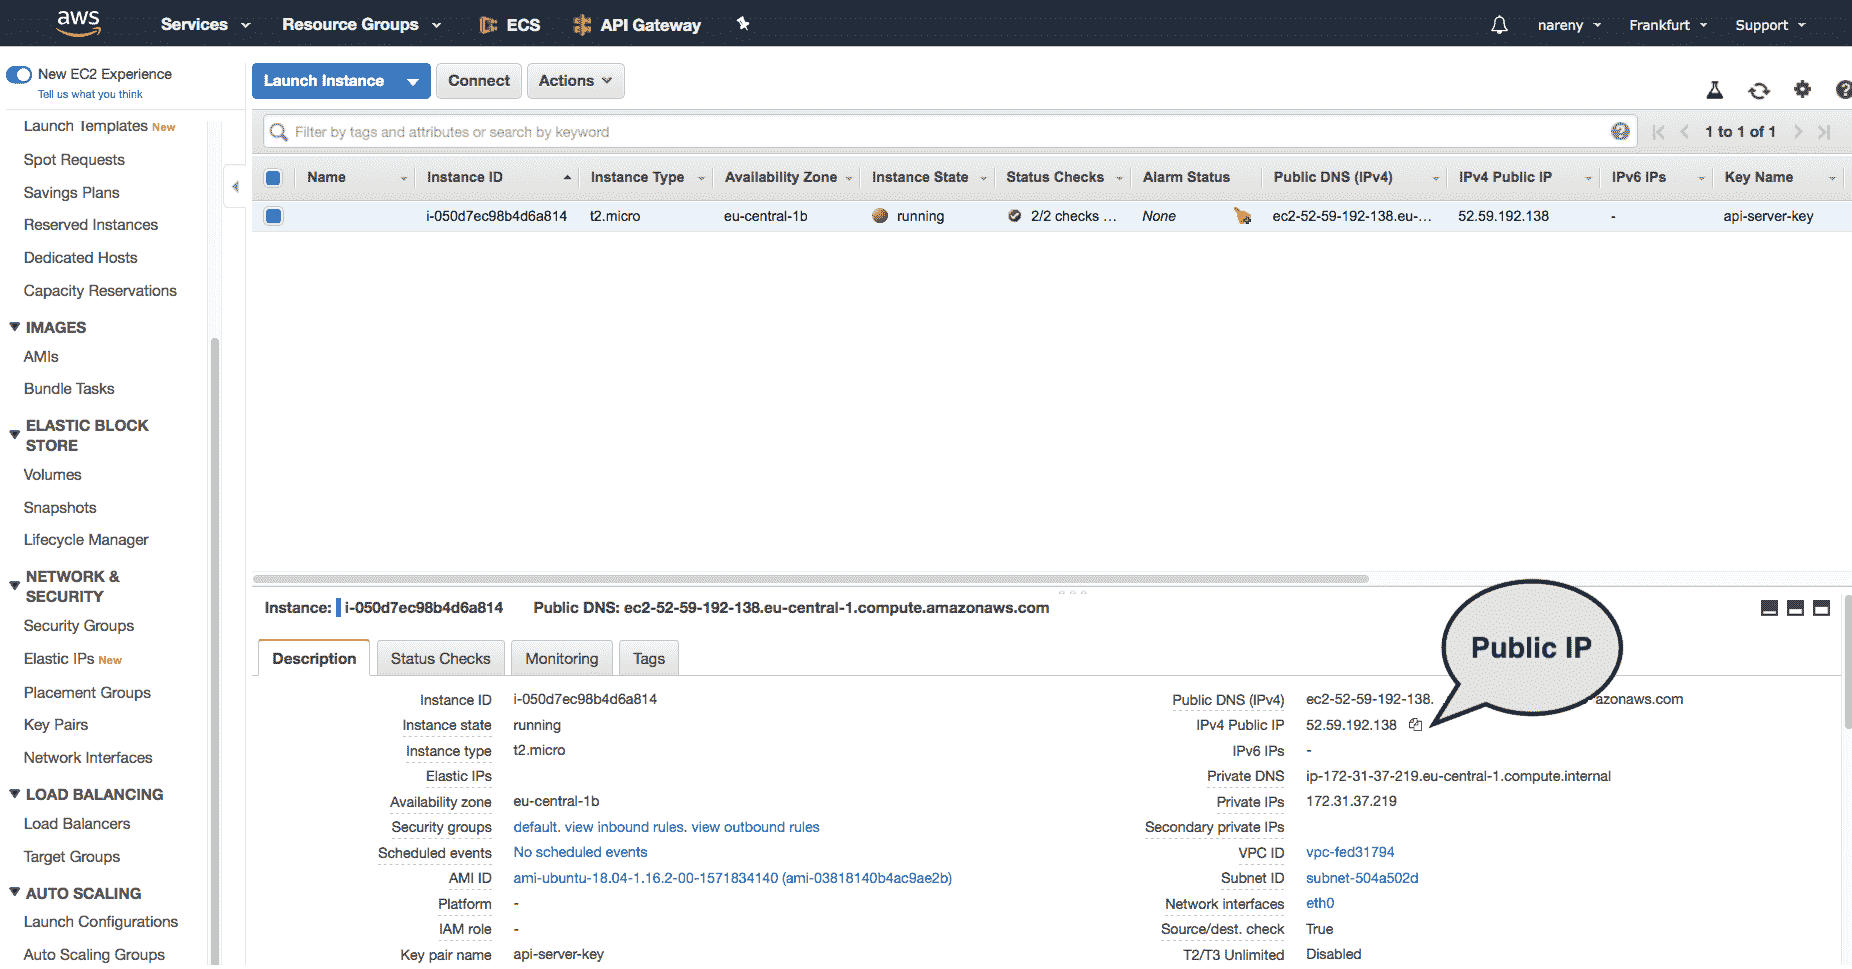 aws Services Resource Groups ECS API Gateway nareny Frankfurt Support
New EC2 Experience
Tell us what you think
Launch Templates New
Spot Requests
Savings Plans
Reserved Instances
Dedicated Hosts
Capacity Reservations
IMAGES
AMIs
Bundle Tasks
ELASTIC BLOCK
STORE
Volumes
Snapshots
Lifecycle Manager
NETWORK &
SECURITY
Security Groups
Elastic IPs New
Placement Groups
Key Pairs
Network Interfaces
LOAD BALANCING
Load Balancers
Target Groups
AUTO SCALING
Launch Configurations
Auto Scaling Groups
Launch Instance Connect Actions
Filter by tags and attributes or search by keyword 1 to 1 of 1
Name Instance ID Instance Type Availability Zone Instance State Status Checks Alarm Status Public DNS (IPv4) IPv4 Public IP IPv6 IPs Key Name
i-050d7ec98b4d6a814 t2.micro eu-central-1b running 2/2 checks ... None ec2-52-59-192-138.eu-... 52.59.192.138 - api-server-key
Instance: i-050d7ec98b4d6a814 Public DNS: ec2-52-59-192-138.eu-central-1.compute.amazonaws.com
Public IP
Description Status Checks Monitoring Tags
Instance ID i-050d7ec98b4d6a814
Instance state running
Instance type t2.micro
Elastic IPs
Availability zone eu-central-1b
Security groups default. view inbound rules. view outbound rules
Scheduled events No scheduled events
AMI ID ami-ubuntu-18.04-1.16.2-00-1571834140 (ami-03818140b4ac9ae2b)
Platform -
IAM role -
Key pair name api-server-key
Public DNS (IPv4) ec2-52-59-192-138. azonaws.com
IPv4 Public IP 52.59.192.138
IPv6 IPs -
Private DNS ip-172-31-37-219.eu-central-1.compute.internal
Private IPs 172.31.37.219
Secondary private IPs
VPC ID vpc-fed31794
Subnet ID subnet-504a502d
Network interfaces eth0
Source/dest. check True
T2/T3 Unlimited Disabled